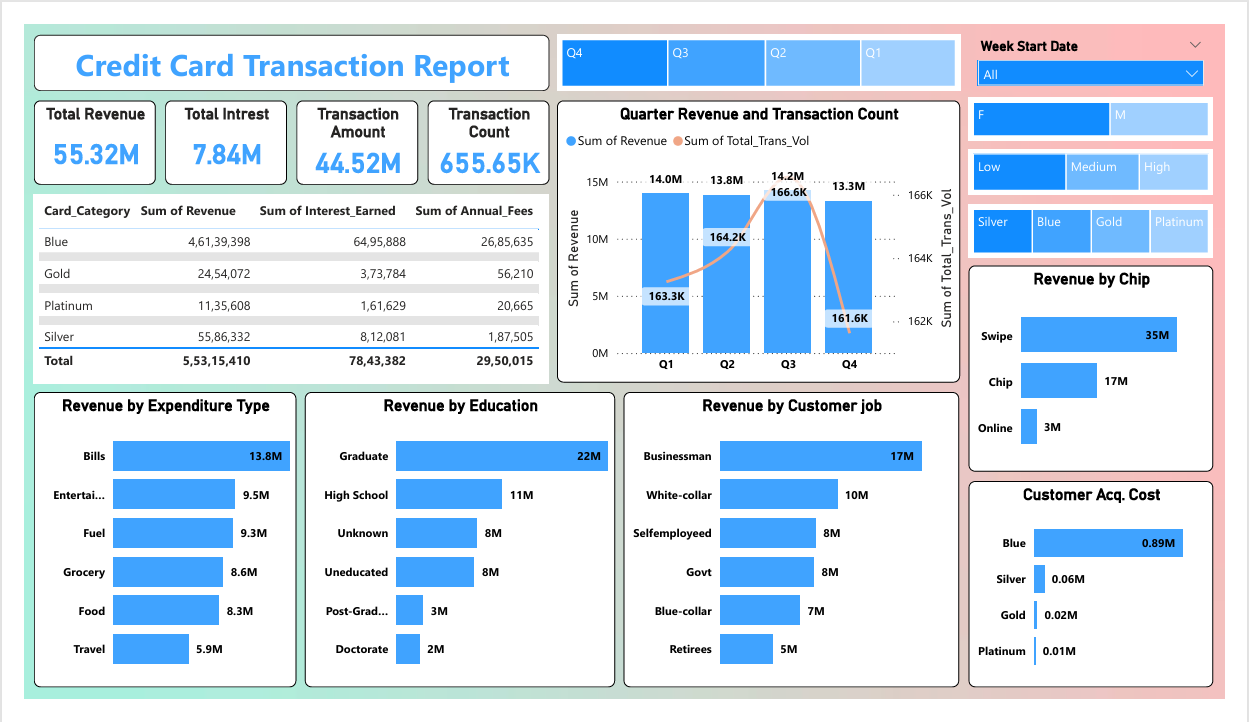 Credit Card Transaction Report
Q4 Q3 Q2 Q1
Week Start Date
All
F M
Low Medium High
Silver Blue Gold Platinum
Total Revenue
55.32M
Total Intrest
7.84M
Transaction
Amount
44.52M
Transaction
Count
655.65K
Card_Category Sum of Revenue Sum of Interest_Earned Sum of Annual_Fees
Blue 4,61,39,398 64,95,888 26,85,635
Gold 24,54,072 3,73,784 56,210
Platinum 11,35,608 1,61,629 20,665
Silver 55,86,332 8,12,081 1,87,505
Total 5,53,15,410 78,43,382 29,50,015
Quarter Revenue and Transaction Count
Sum of Revenue Sum of Total_Trans_Vol
Sum of Revenue
15M
10M
5M
0M
14.0M 13.8M 14.2M 13.3M
163.3K 164.2K 166.6K 161.6K
Q1 Q2 Q3 Q4
166K
164K
162K
Sum of Total_Trans_Vol
Revenue by Chip
Swipe 35M
Chip 17M
Online 3M
Revenue by Expenditure Type
Bills 13.8M
Entertai... 9.5M
Fuel 9.3M
Grocery 8.6M
Food 8.3M
Travel 5.9M
Revenue by Education
Graduate 22M
High School 11M
Unknown 8M
Uneducated 8M
Post-Grad... 3M
Doctorate 2M
Revenue by Customer job
Businessman 17M
White-collar 10M
Selfemployeed 8M
Govt 8M
Blue-collar 7M
Retirees 5M
Customer Acq. Cost
Blue 0.89M
Silver 0.06M
Gold 0.02M
Platinum 0.01M